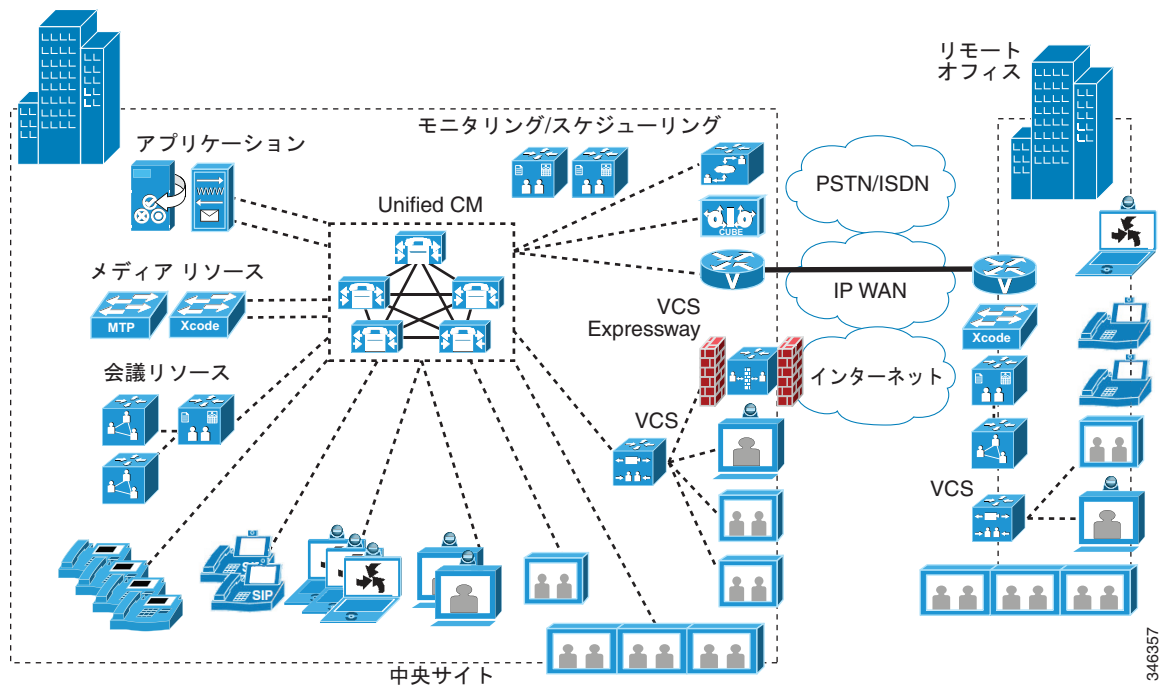 リモート
オフィス
モニタリング/スケジューリング
アプリケーション
WWW
Unified CM
PSTN/ISDN
CUBE
メディア リソース
MTP
Xcode
V
IP WAN
V
VCS
Expressway
Xcode
会議リソース
インターネット
VCS
VCS
SIP
中央サイト
346357